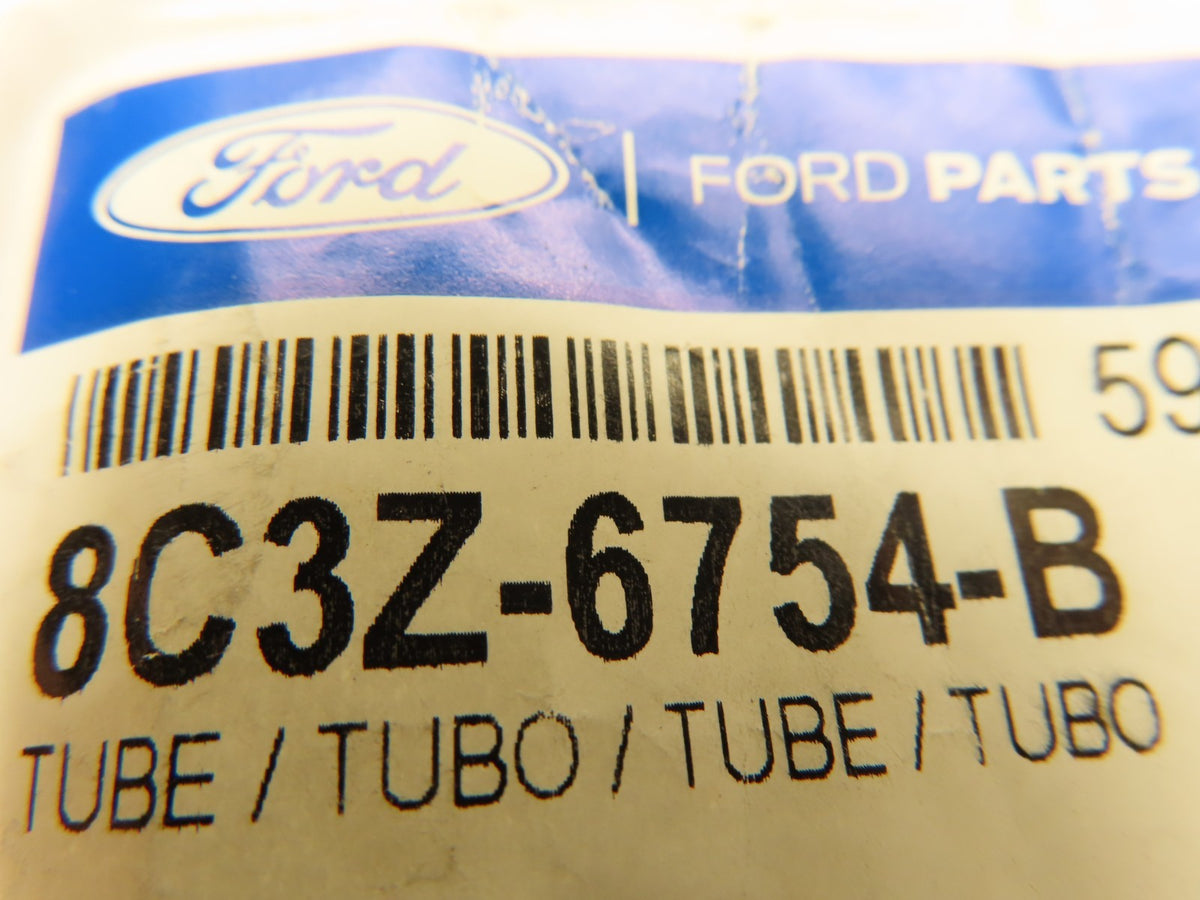 Ford | FORD PARTS
59
8C3Z-6754-B
TUBE / TUBO / TUBE / TUBO